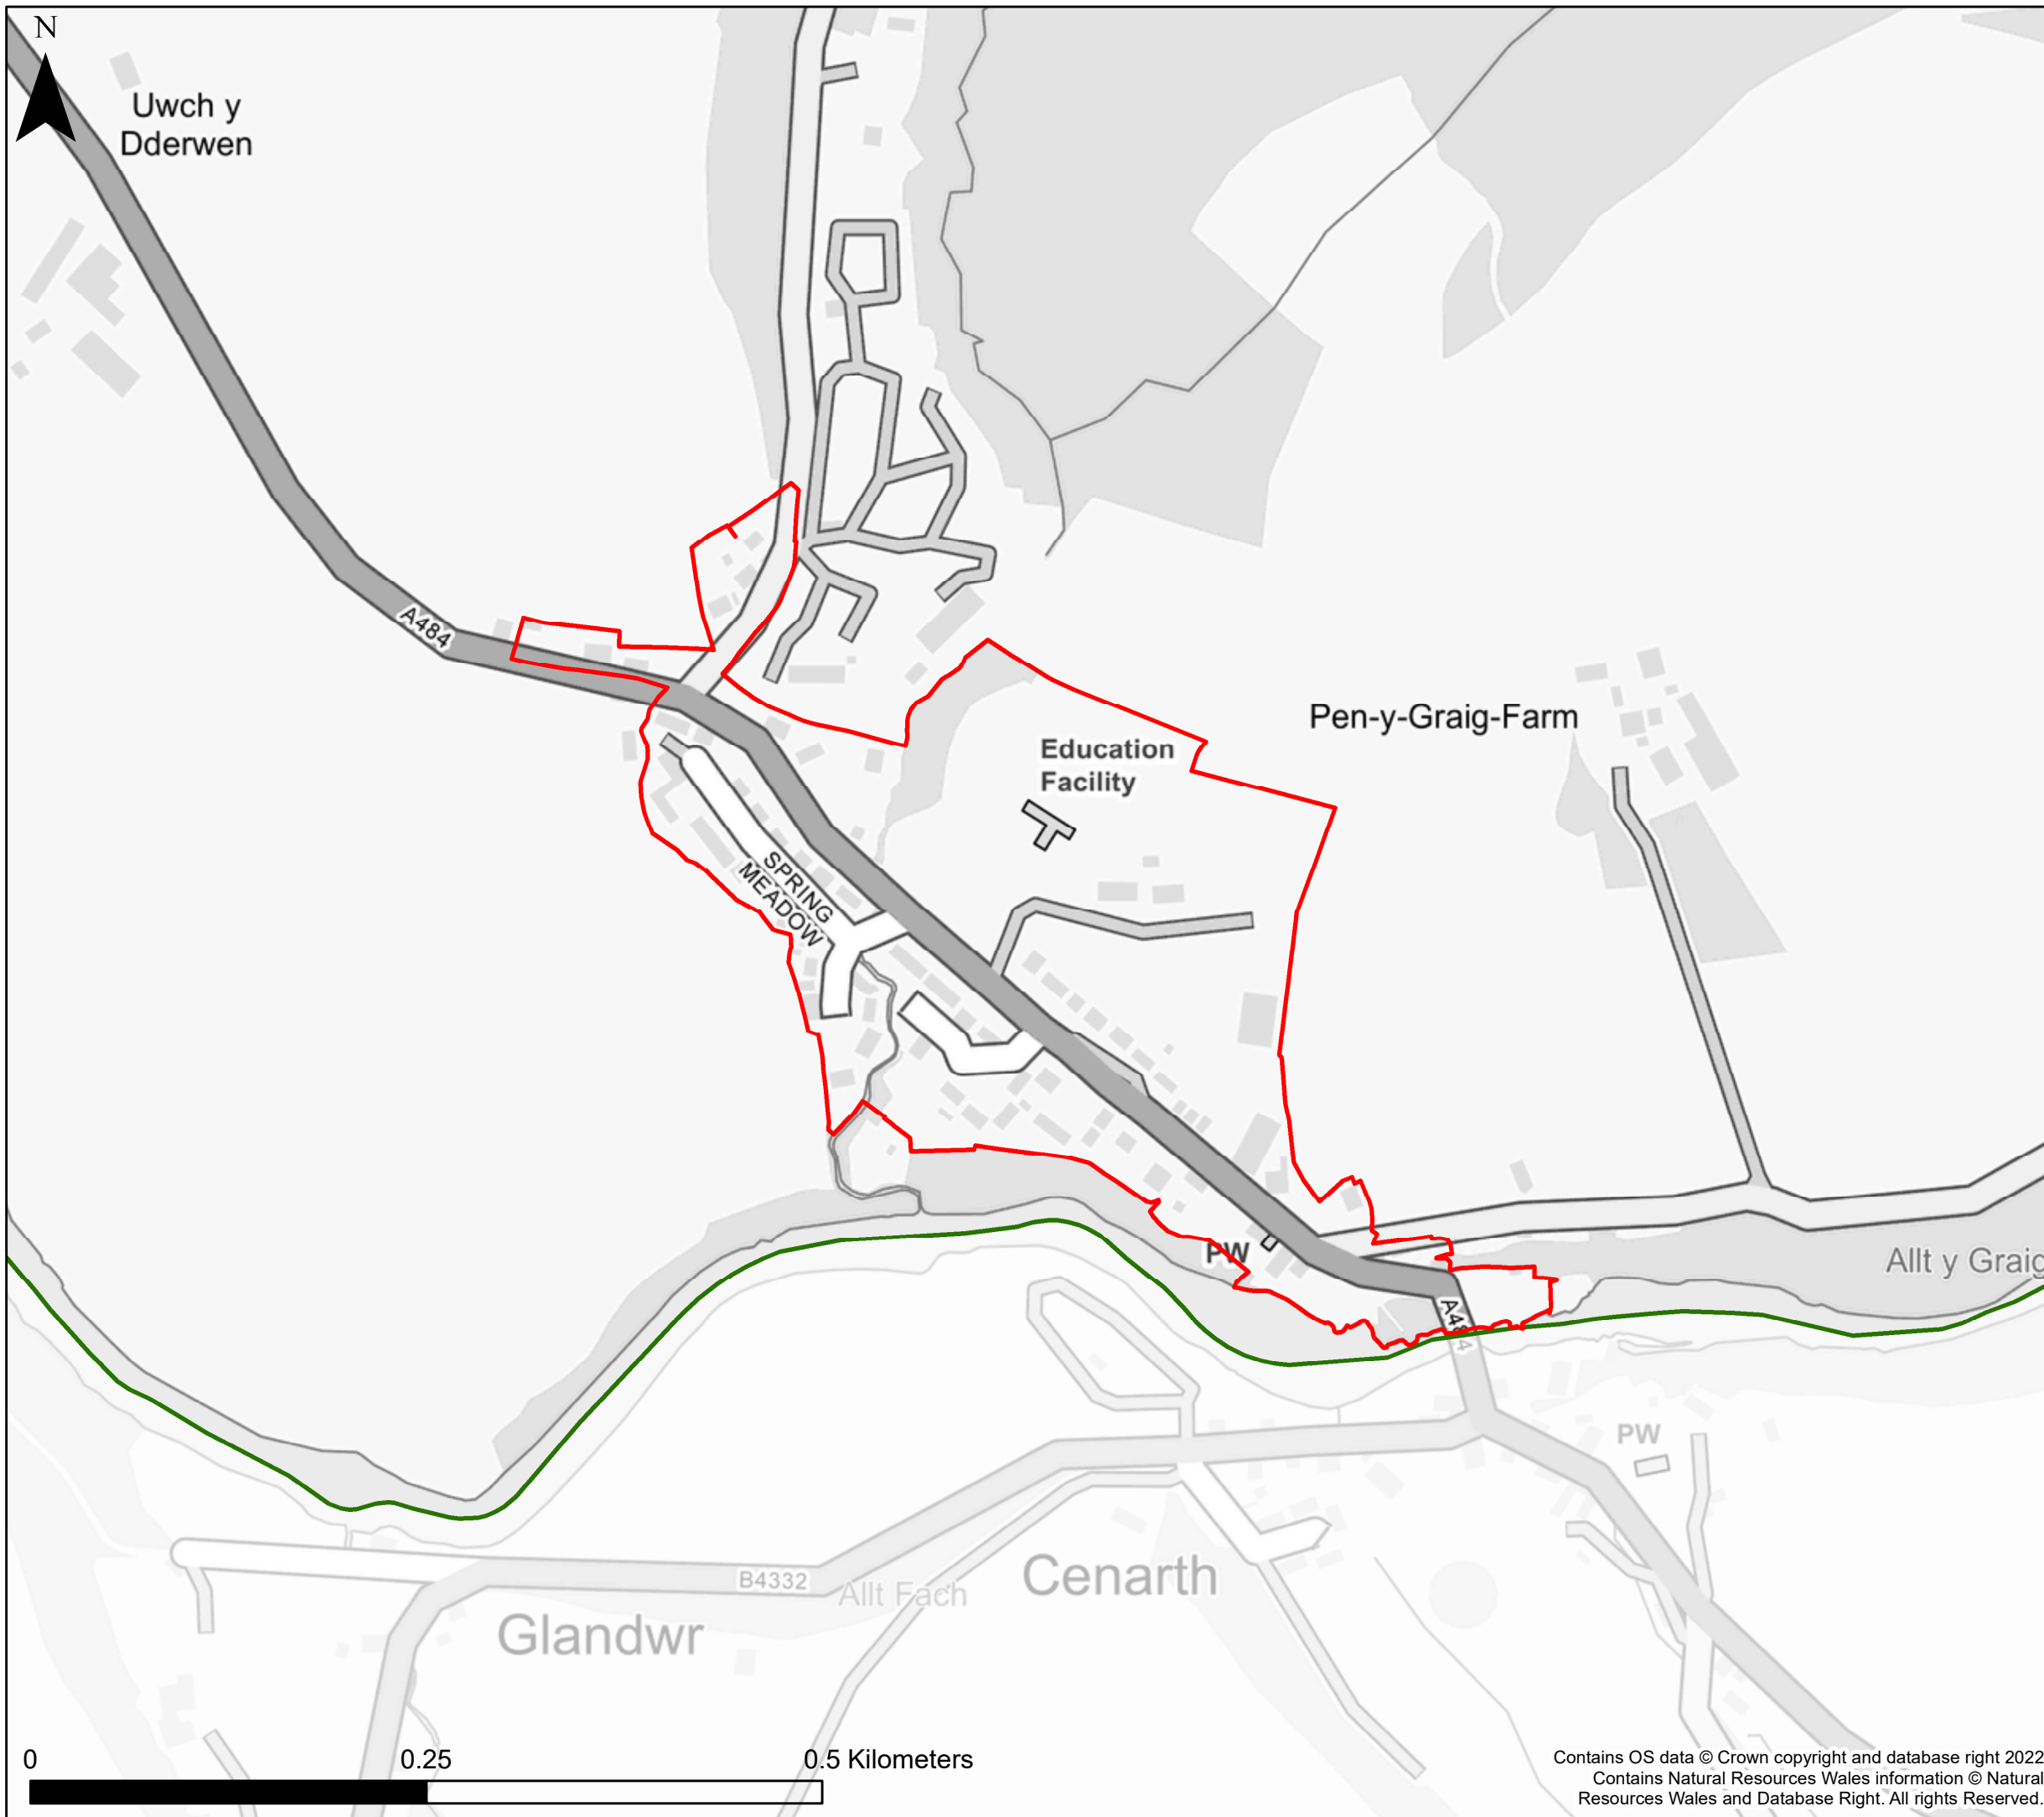 N
Uwch y
Dderwen
A484
Pen-y-Graig-Farm
Education
Facility
SPRING
MEADOW
PW
Allt y Graig
A484
PW
Cenarth
B4332
Allt Fach
Glandwr
0 0.25 0.5 Kilometers
Contains OS data © Crown copyright and database right 2022
Contains Natural Resources Wales information © Natural
Resources Wales and Database Right. All rights Reserved.